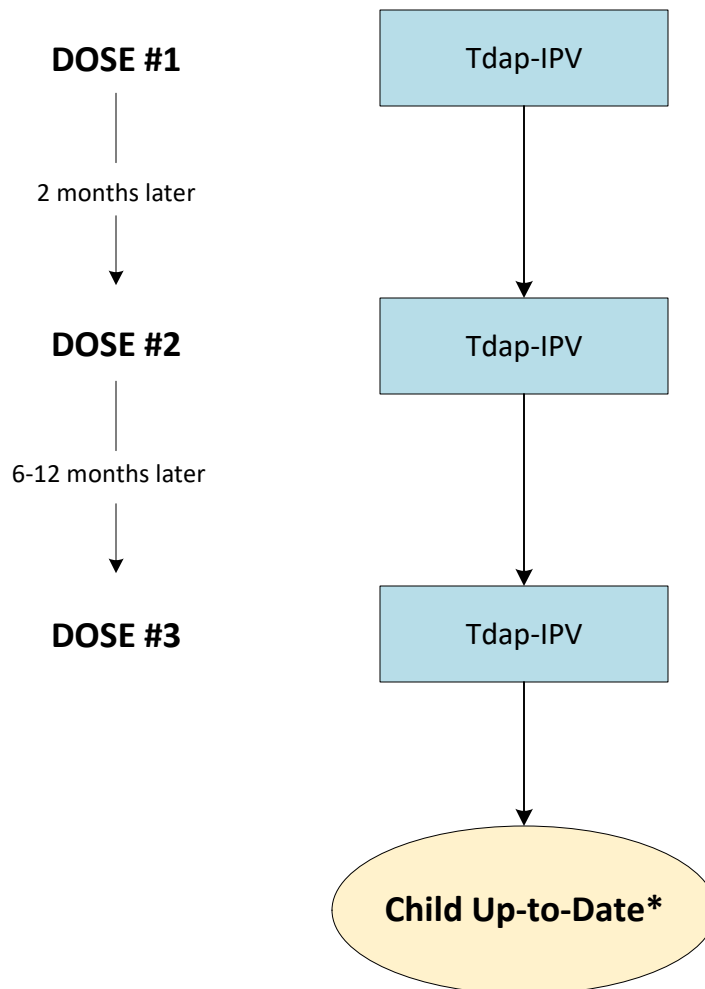 DOSE #1
Tdap-IPV
2 months later
DOSE #2
Tdap-IPV
6-12 months later
DOSE #3
Tdap-IPV
Child Up-to-Date*